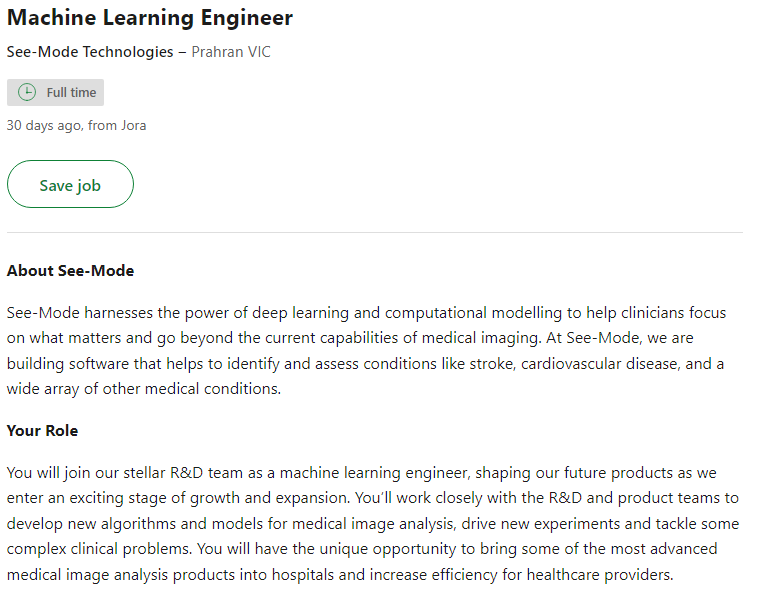 Machine Learning Engineer
See-Mode Technologies – Prahran VIC
Full time
30 days ago, from Jora
Save job
About See-Mode
See-Mode harnesses the power of deep learning and computational modelling to help clinicians focus
on what matters and go beyond the current capabilities of medical imaging. At See-Mode, we are
building software that helps to identify and assess conditions like stroke, cardiovascular disease, and a
wide array of other medical conditions.
Your Role
You will join our stellar R&D team as a machine learning engineer, shaping our future products as we
enter an exciting stage of growth and expansion. You’ll work closely with the R&D and product teams to
develop new algorithms and models for medical image analysis, drive new experiments and tackle some
complex clinical problems. You will have the unique opportunity to bring some of the most advanced
medical image analysis products into hospitals and increase efficiency for healthcare providers.